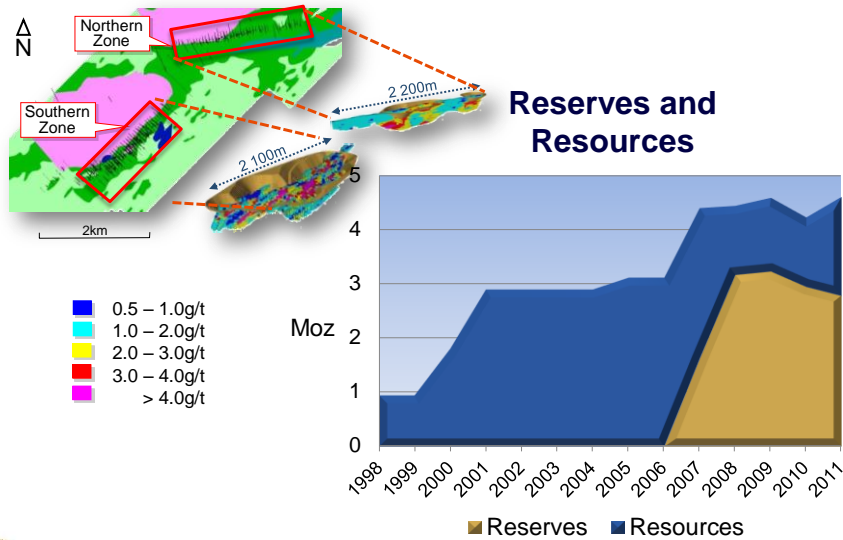 Northern
Zone
N
Southern
Zone
2 200m
2 100m
2km
0.5 – 1.0g/t
1.0 – 2.0g/t
2.0 – 3.0g/t
3.0 – 4.0g/t
> 4.0g/t
Reserves and
Resources
5
4
3
2
1
0
Moz
1998 1999 2000 2001 2002 2003 2004 2005 2006 2007 2008 2009 2010 2011
Reserves Resources